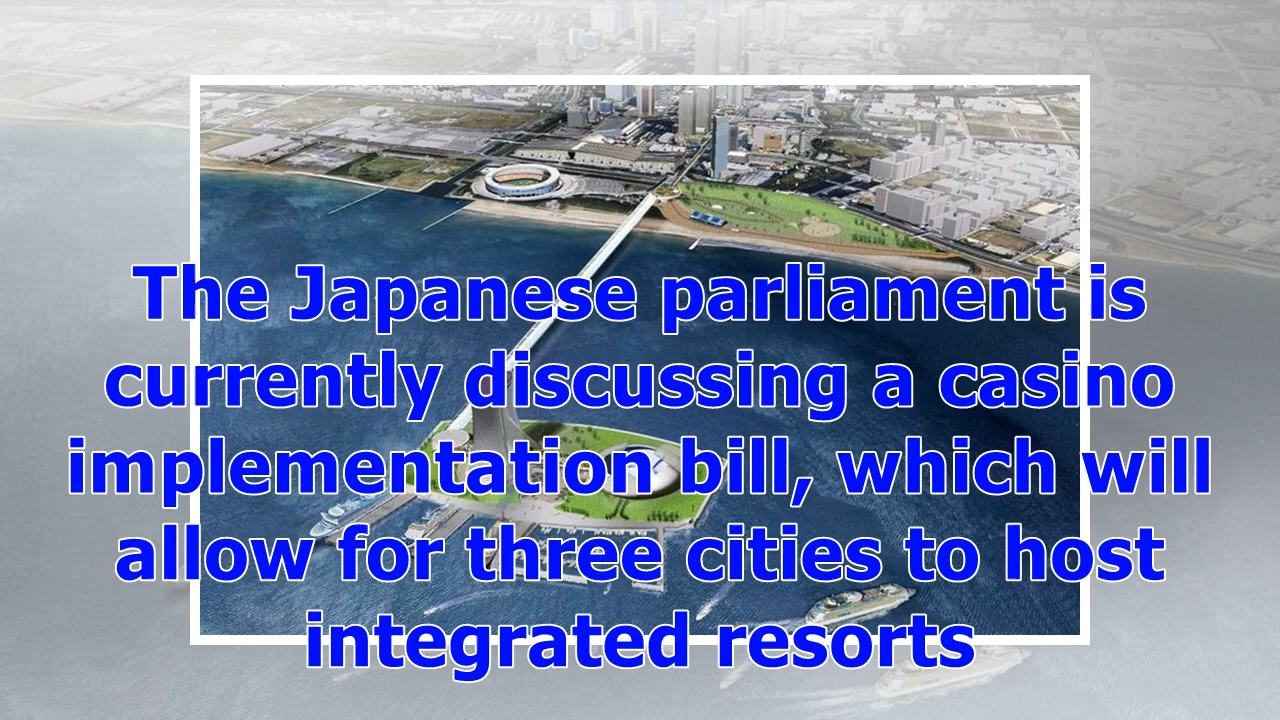 The Japanese parliament is
currently discussing a casino
implementation bill, which will
allow for three cities to host
integrated resorts